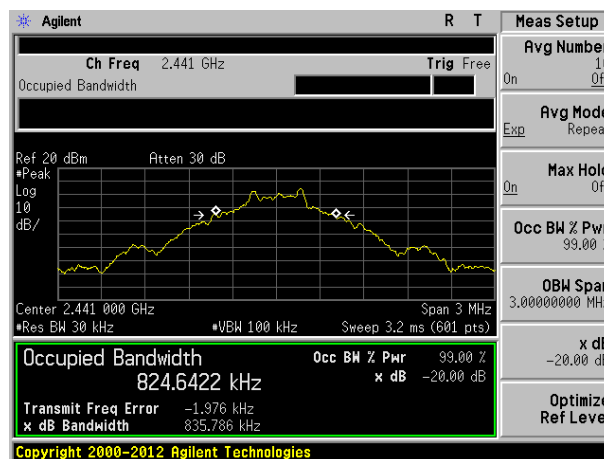 Agilent R T
Ch Freq 2.441 GHz Trig Free
Occupied Bandwidth
Ref 20 dBm Atten 30 dB
#Peak
Log
10
dB/
Center 2.441 000 GHz Span 3 MHz
#Res BW 30 kHz #VBW 100 kHz Sweep 3.2 ms (601 pts)
Occupied Bandwidth
824.6422 kHz
Occ BW % Pwr 99.00 %
x dB -20.00 dB
Transmit Freq Error -1.976 kHz
x dB Bandwidth 835.786 kHz
Copyright 2000-2012 Agilent Technologies
Meas Setup
Avg Number
On
Avg Mode
Exp Repea
Max Hold
On
Occ BW % Pwr
99.00
OBW Span
3.00000000 MH
x dB
-20.00 dB
Optimize
Ref Leve